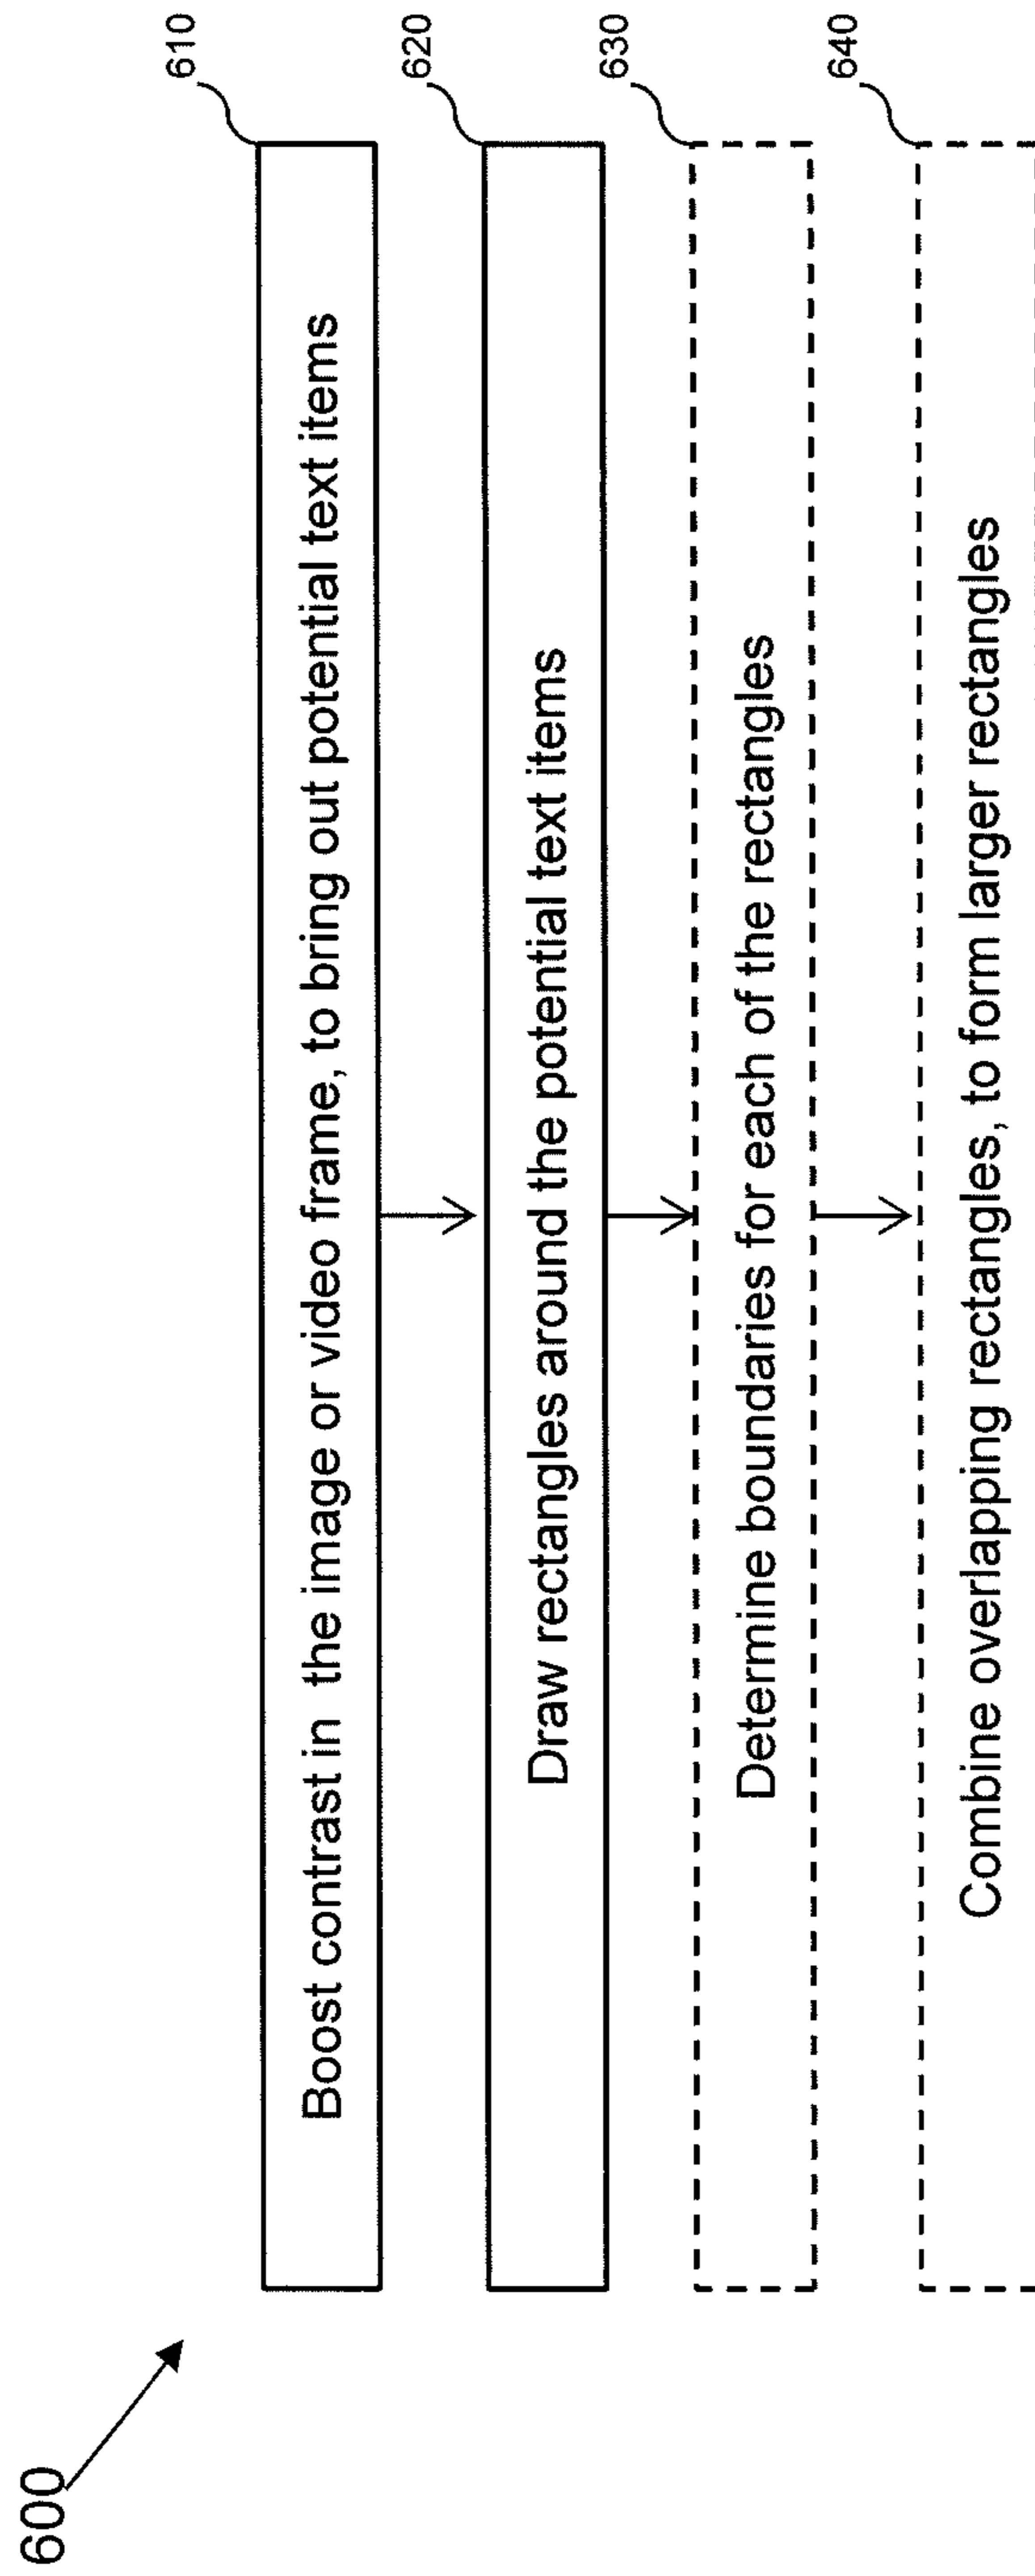 600
610
Boost contrast in the image or video frame, to bring out potential text items
620
Draw rectangles around the potential text items
630
Determine boundaries for each of the rectangles
640
Combine overlapping rectangles, to form larger rectangles